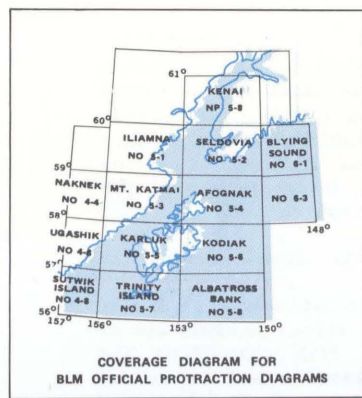 61°
KENAI
NP 5-8
60°
ILIAMNA
NO 5-1
SELDOVIA
NO 5-2
BLYING
SOUND
NO 6-1
59°
NAKNEK
NO 4-4
MT. KATMAI
NO 5-3
AFOGNAK
NO 5-4
NO 6-3
58°
148°
UGASHIK
NO 4-6
KARLUK
NO 5-5
KODIAK
NO 5-6
57°
SUTWIK
ISLAND
NO 4-8
TRINITY
ISLAND
NO 5-7
ALBATROSS
BANK
NO 5-8
56°
157°
156°
153°
150°
COVERAGE DIAGRAM FOR
BLM OFFICIAL PROTRACTION DIAGRAMS